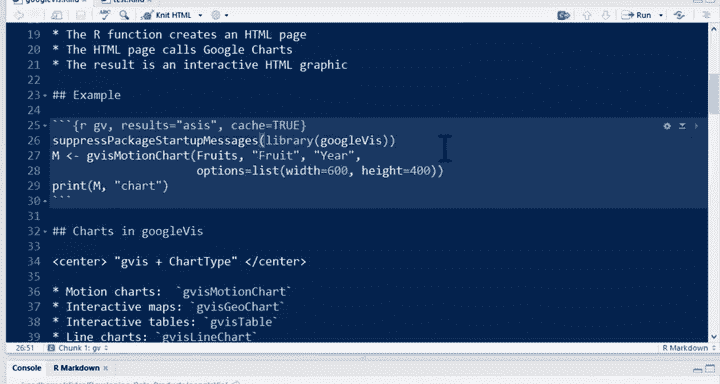 Knit HTML
Run
19 * The R function creates an HTML page
20 * The HTML page calls Google Charts
21 * The result is an interactive HTML graphic
22
23 ## Example
24
25 ```{r gv, results="asis", cache=TRUE}
26 suppressPackageStartupMessages(library(googleVis))
27 M <- gvisMotionChart(Fruits, "Fruit", "Year",
28 options=list(width=600, height=400))
29 print(M, "chart")
30 ```
31
32 ## Charts in googleVis
33
34 <center> "gvis + ChartType" </center>
35
36 * Motion charts: `gvisMotionChart`
37 * Interactive maps: `gvisGeoChart`
38 * Interactive tables: `gvisTable`
39 * Line charts: `gvisLineChart`
26:51 Chunk 1: gv R Markdown
Console R Markdown